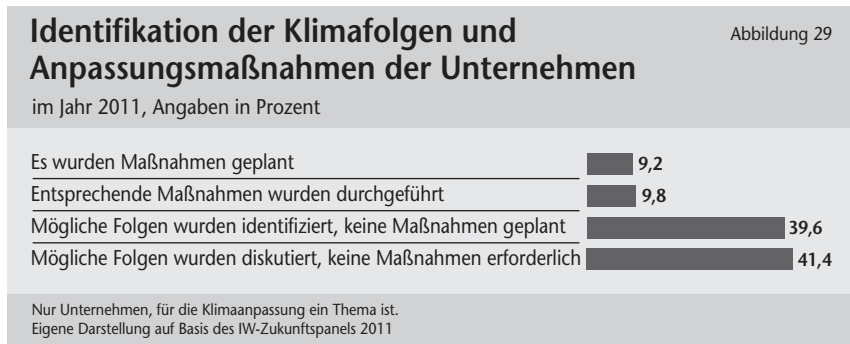 Identifikation der Klimafolgen und
Anpassungsmaßnahmen der Unternehmen
Abbildung 29
im Jahr 2011, Angaben in Prozent
Es wurden Maßnahmen geplant 9,2
Entsprechende Maßnahmen wurden durchgeführt 9,8
Mögliche Folgen wurden identifiziert, keine Maßnahmen geplant 39,6
Mögliche Folgen wurden diskutiert, keine Maßnahmen erforderlich 41,4
Nur Unternehmen, für die Klimaanpassung ein Thema ist.
Eigene Darstellung auf Basis des IW-Zukunftspanels 2011